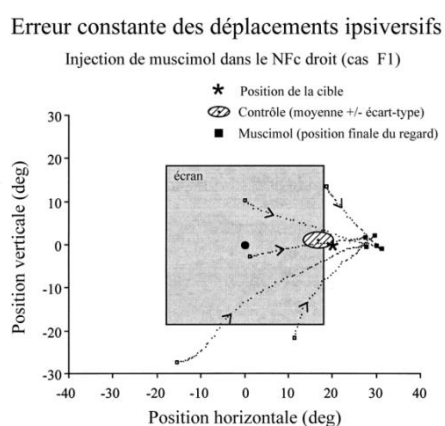 Erreur constante des déplacements ipsiversifs
Injection de muscimol dans le NFc droit (cas F1)
Position de la cible
Contrôle (moyenne +/- écart-type)
Muscimol (position finale du regard)
écran
Position verticale (deg)
30
20
10
0
-10
-20
-30
-40 -30 -20 -10 0 10 20 30 40
Position horizontale (deg)